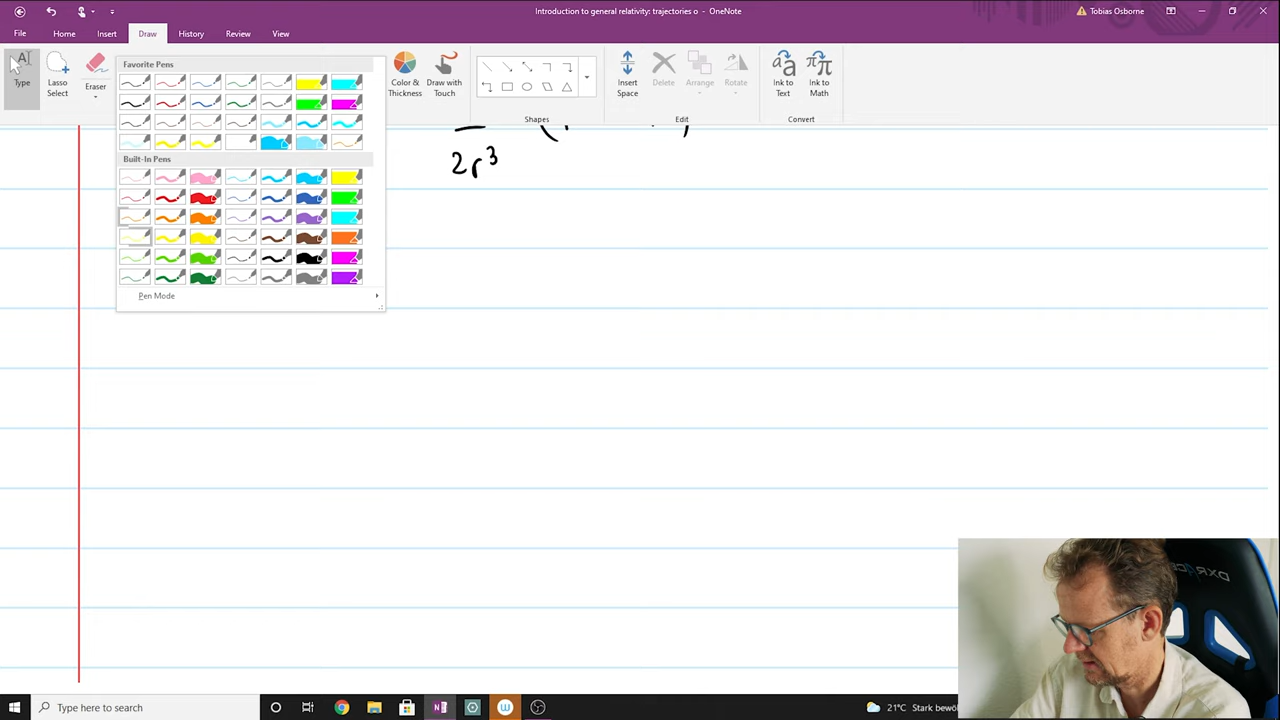 Introduction to general relativity: trajectories o - OneNote
Tobias Osborne
File
Home
Insert
Draw
History
Review
View
Type
Lasso
Select
Eraser
Favorite Pens
Built-In Pens
Pen Mode
Color &
Thickness
Draw with
Touch
Shapes
Insert
Space
Delete
Arrange
Rotate
Edit
Ink to
Text
Ink to
Math
Convert
2r³
DXRACER
Type here to search
21°C Stark bewöl